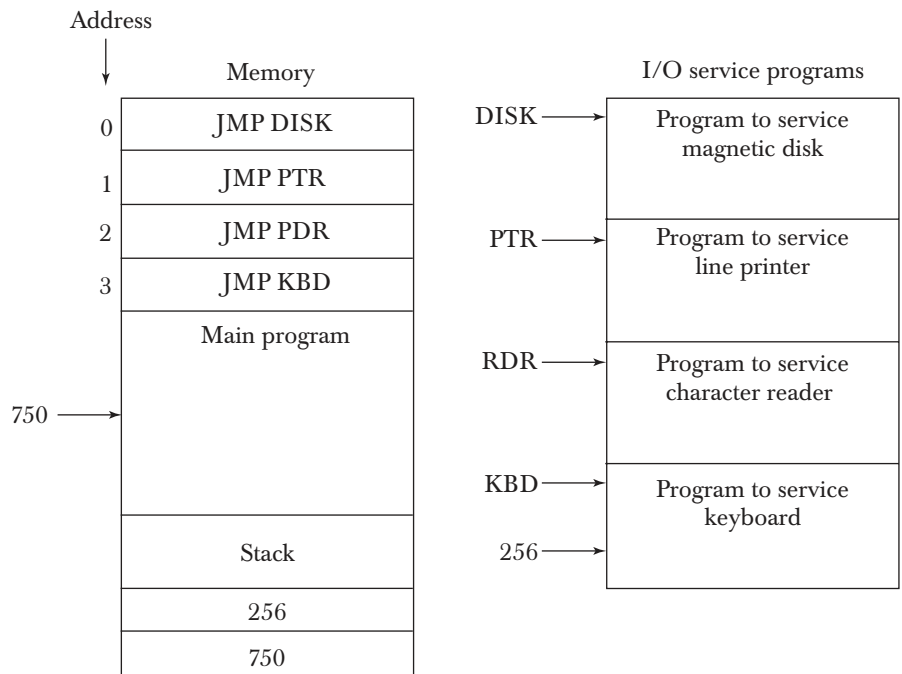 Address
Memory
0
JMP DISK
1
JMP PTR
2
JMP PDR
3
JMP KBD
Main program
750
Stack
256
750
I/O service programs
DISK
Program to service
magnetic disk
PTR
Program to service
line printer
RDR
Program to service
character reader
KBD
Program to service
keyboard
256